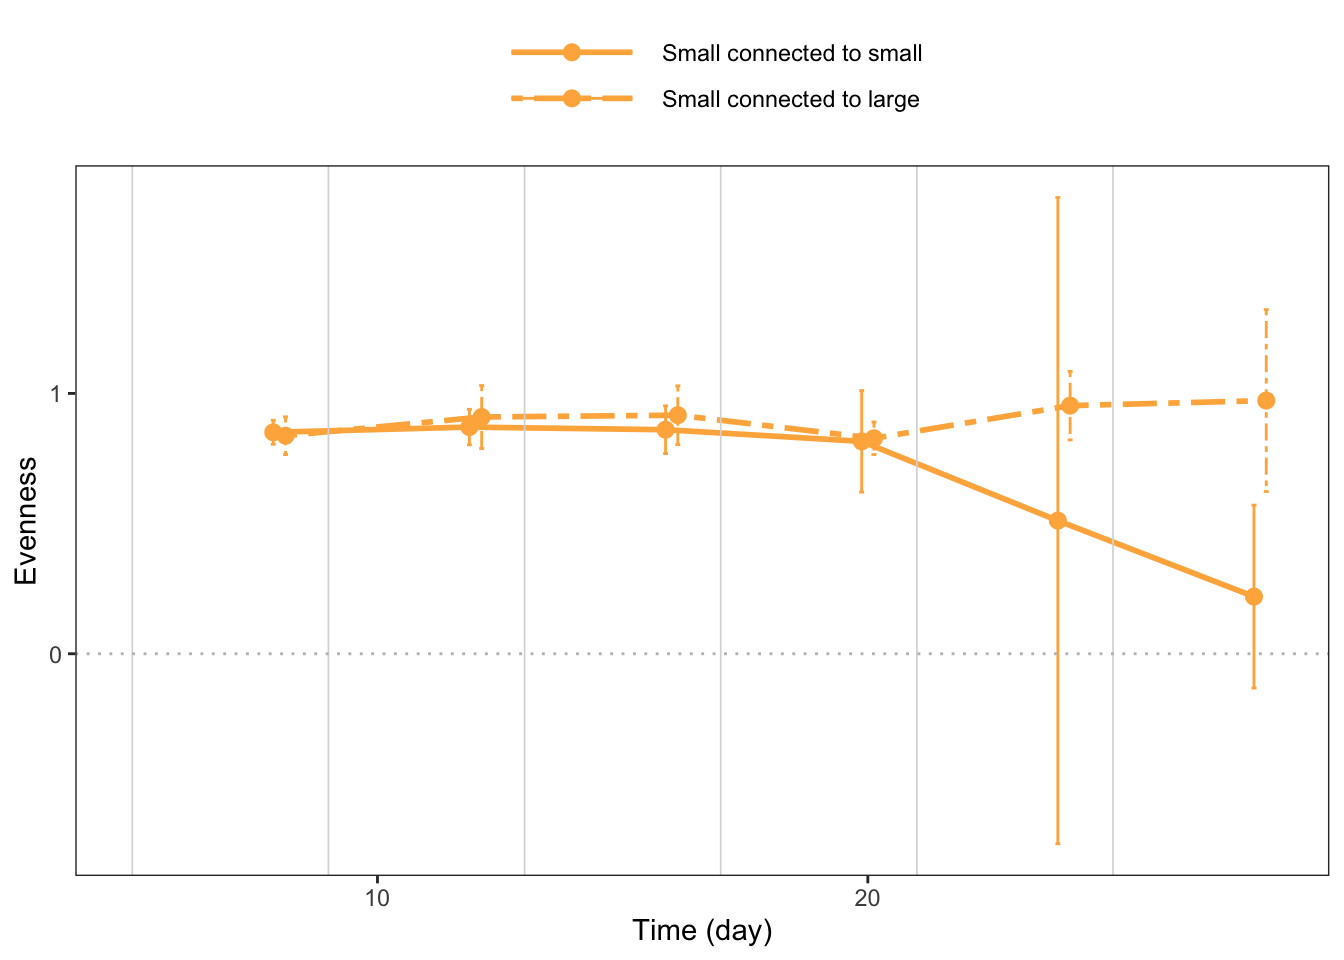 Small connected to small
Small connected to large
Evenness
1
0
10
20
Time (day)